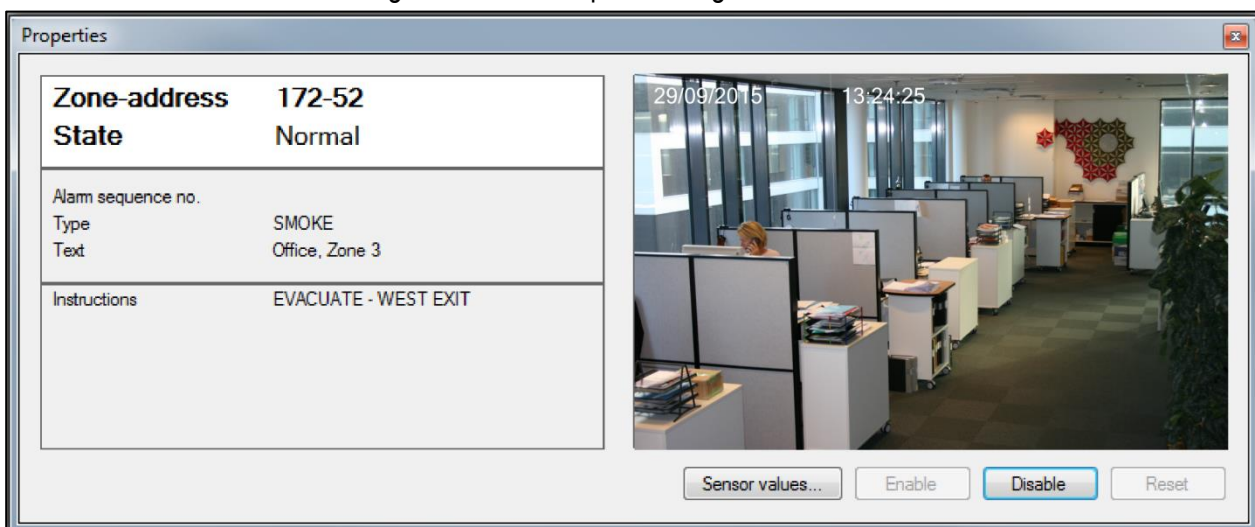 Properties
Zone-address 172-52
State Normal
Alarm sequence no.
Type SMOKE
Text Office, Zone 3
Instructions EVACUATE - WEST EXIT
29/09/2015 13:24:25
Sensor values... Enable Disable Reset